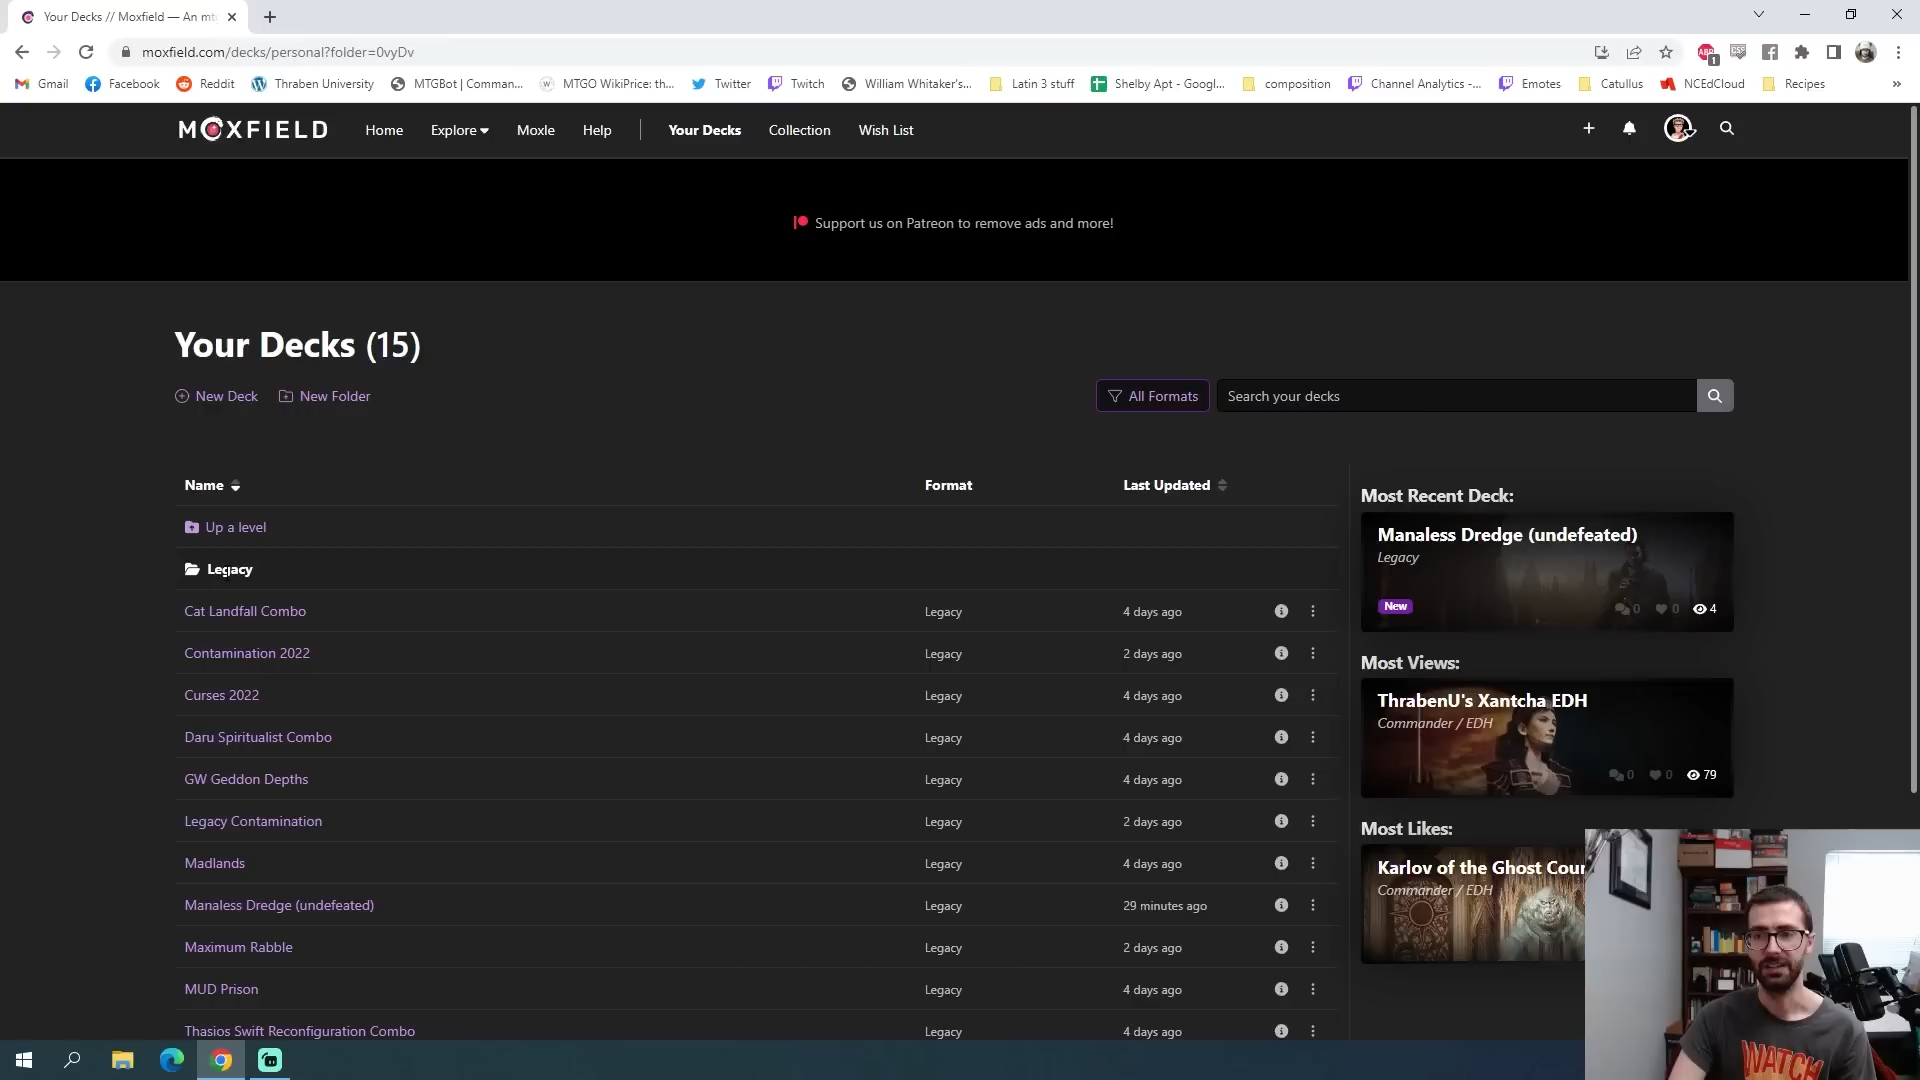 Your Decks // Moxfield — An mt
moxfield.com/decks/personal?folder=0vyDv
ABP
1
CSS
Gmail
Facebook
Reddit
Thraben University
MTGBot | Comman...
MTGO WikiPrice: th...
Twitter
Twitch
William Whitaker's...
Latin 3 stuff
Shelby Apt - Googl...
composition
Channel Analytics -...
Emotes
Catullus
NCEdCloud
Recipes
MOXFIELD
Home
Explore
Moxle
Help
Your Decks
Collection
Wish List
Support us on Patreon to remove ads and more!
Your Decks (15)
New Deck
New Folder
All Formats
Search your decks
Name
Format
Last Updated
Up a level
Legacy
Cat Landfall Combo Legacy 4 days ago
Contamination 2022 Legacy 2 days ago
Curses 2022 Legacy 4 days ago
Daru Spiritualist Combo Legacy 4 days ago
GW Geddon Depths Legacy 4 days ago
Legacy Contamination Legacy 2 days ago
Madlands Legacy 4 days ago
Manaless Dredge (undefeated) Legacy 29 minutes ago
Maximum Rabble Legacy 2 days ago
MUD Prison Legacy 4 days ago
Thasios Swift Reconfiguration Combo Legacy 4 days ago
Most Recent Deck:
Manaless Dredge (undefeated)
Legacy
New
0 0 4
Most Views:
ThrabenU's Xantcha EDH
Commander / EDH
0 0 79
Most Likes:
Karlov of the Ghost Cour
Commander / EDH
WATCH